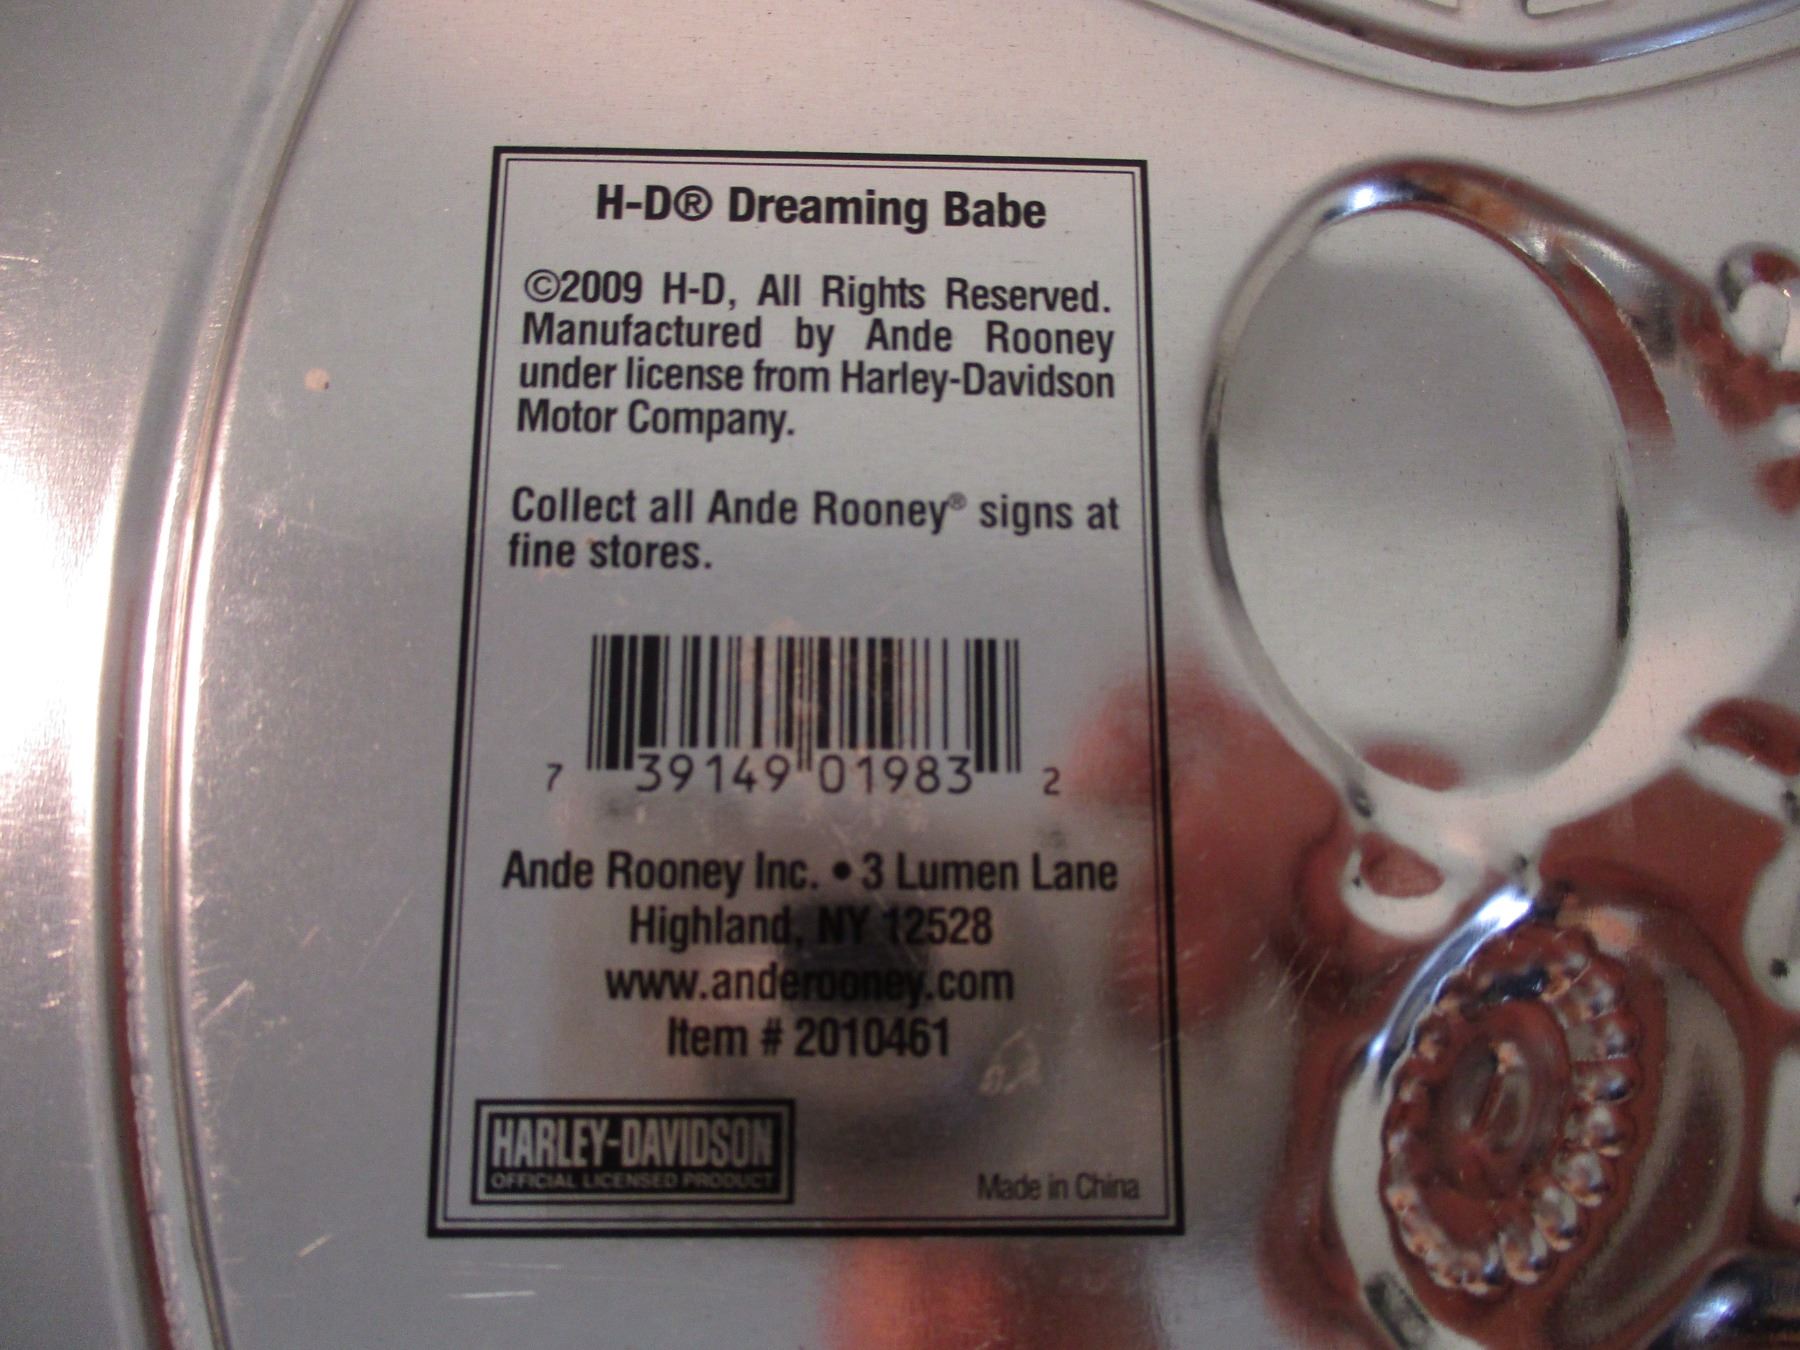 H-D® Dreaming Babe
©2009 H-D, All Rights Reserved.
Manufactured by Ande Rooney
under license from Harley-Davidson
Motor Company.
Collect all Ande Rooney® signs at
fine stores.
7 39149 01983 2
Ande Rooney Inc. • 3 Lumen Lane
Highland, NY 12528
www.anderooney.com
Item # 2010461
HARLEY-DAVIDSON
OFFICIAL LICENSED PRODUCT
Made in China